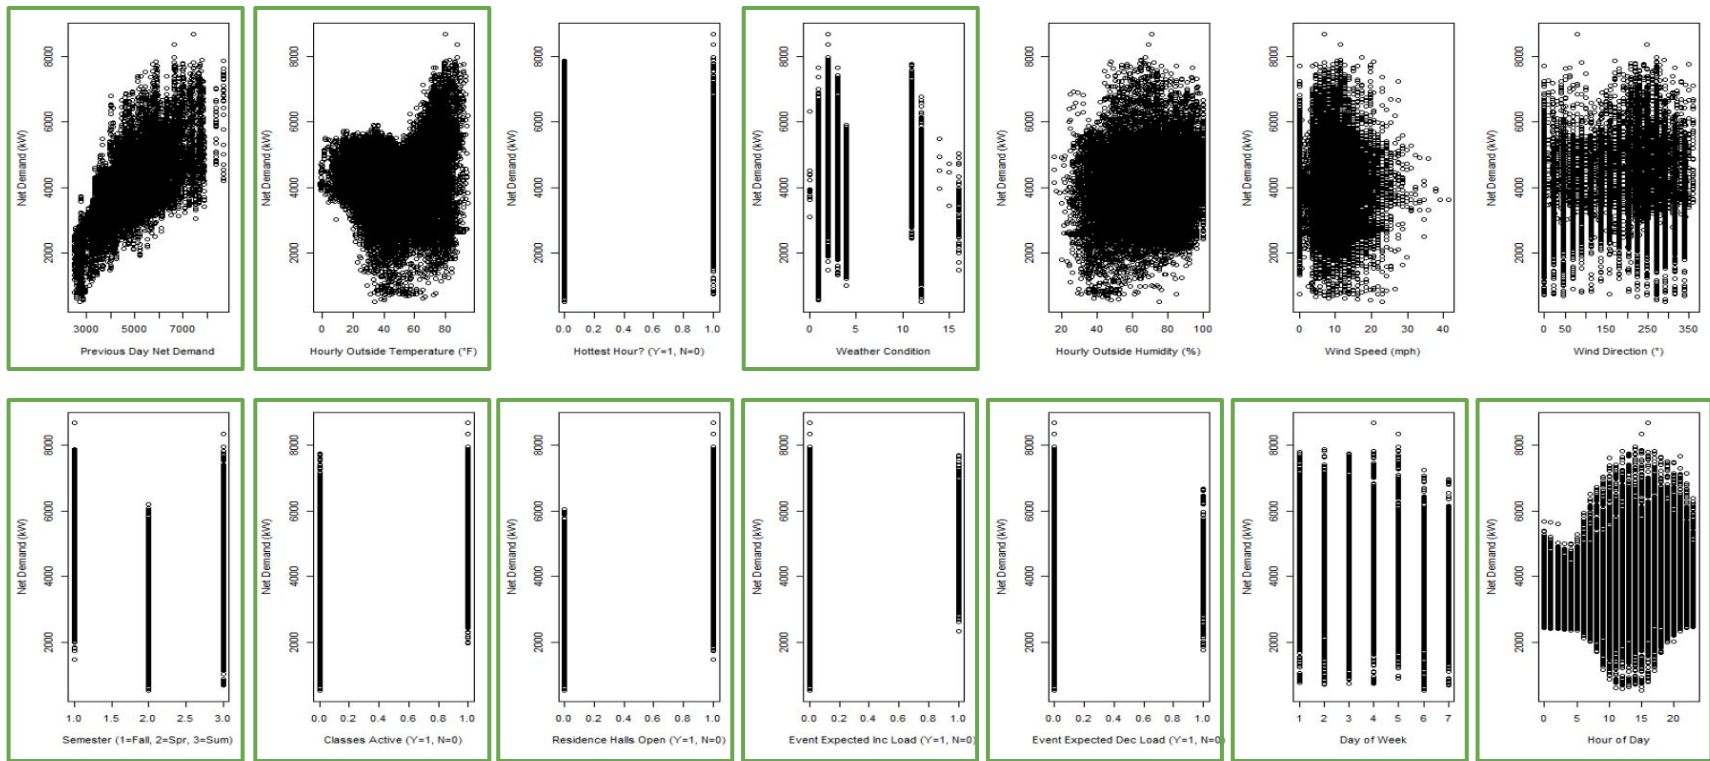 Net Demand (kW)
2000 4000 6000 8000
3000 5000 7000
Previous Day Net Demand
Net Demand (kW)
2000 4000 6000 8000
0 20 40 60 80
Hourly Outside Temperature (°F)
Net Demand (kW)
2000 4000 6000 8000
0.0 0.2 0.4 0.6 0.8 1.0
Hottest Hour? (Y=1, N=0)
Net Demand (kW)
2000 4000 6000 8000
0 5 10 15
Weather Condition
Net Demand (kW)
2000 4000 6000 8000
20 40 60 80 100
Hourly Outside Humidity (%)
Net Demand (kW)
2000 4000 6000 8000
0 10 20 30 40
Wind Speed (mph)
Net Demand (kW)
2000 4000 6000 8000
0 50 150 250 350
Wind Direction (°)
Net Demand (kW)
2000 4000 6000 8000
1.0 1.5 2.0 2.5 3.0
Semester (1=Fall, 2=Spr, 3=Sum)
Net Demand (kW)
2000 4000 6000 8000
0.0 0.2 0.4 0.6 0.8 1.0
Classes Active (Y=1, N=0)
Net Demand (kW)
2000 4000 6000 8000
0.0 0.2 0.4 0.6 0.8 1.0
Residence Halls Open (Y=1, N=0)
Net Demand (kW)
2000 4000 6000 8000
0.0 0.2 0.4 0.6 0.8 1.0
Event Expected Inc Load (Y=1, N=0)
Net Demand (kW)
2000 4000 6000 8000
0.0 0.2 0.4 0.6 0.8 1.0
Event Expected Dec Load (Y=1, N=0)
Net Demand (kW)
2000 4000 6000 8000
1 2 3 4 5 6 7
Day of Week
Net Demand (kW)
2000 4000 6000 8000
0 5 10 15 20
Hour of Day